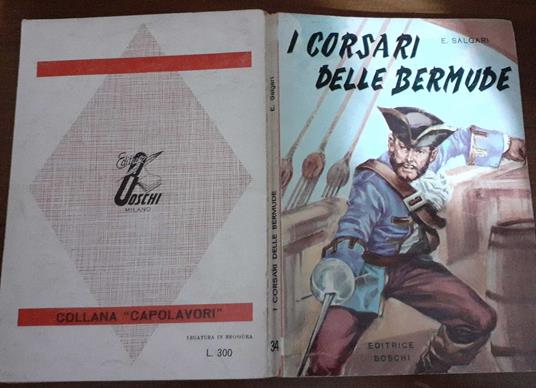 Editrice
BOSCHI
MILANO
COLLANA "CAPOLAVORI"
LEGATURA IN BROSSURA
L. 300
E. Salgari
I CORSARI DELLE BERMUDE
34
E. SALGARI
I CORSARI
DELLE BERMUDE
EDITRICE
BOSCHI